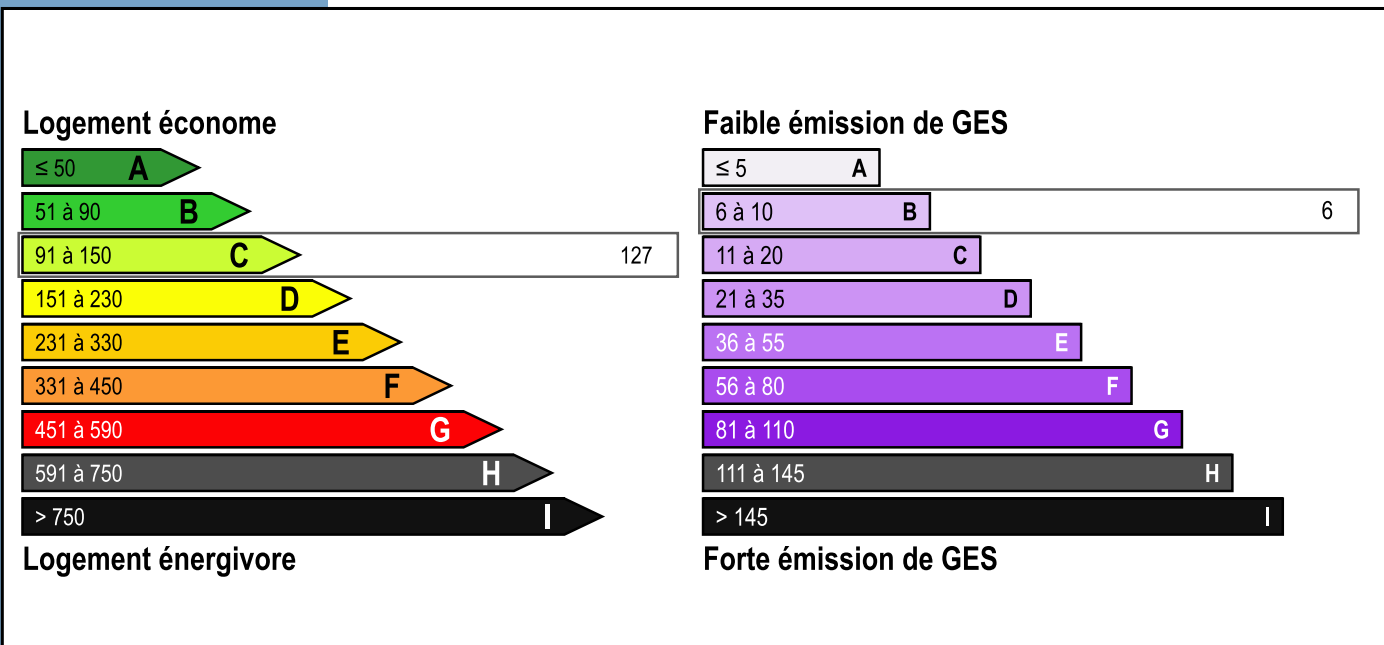 Logement économe
≤ 50 A
51 à 90 B
91 à 150 C 127
151 à 230 D
231 à 330 E
331 à 450 F
451 à 590 G
591 à 750 H
> 750 I
Logement énergivore
Faible émission de GES
≤ 5 A
6 à 10 B 6
11 à 20 C
21 à 35 D
36 à 55 E
56 à 80 F
81 à 110 G
111 à 145 H
> 145 I
Forte émission de GES